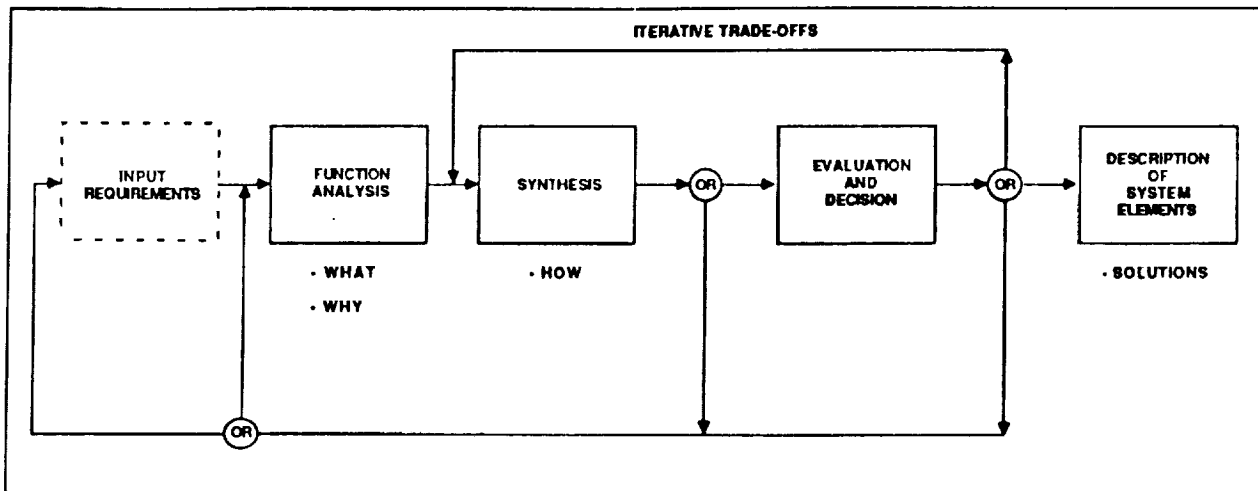 ITERATIVE TRADE-OFFS
INPUT
REQUIREMENTS
FUNCTION
ANALYSIS
SYNTHESIS
OR
EVALUATION
AND
DECISION
OR
DESCRIPTION
OF
SYSTEM
ELEMENTS
• WHAT
• WHY
• HOW
• SOLUTIONS
OR